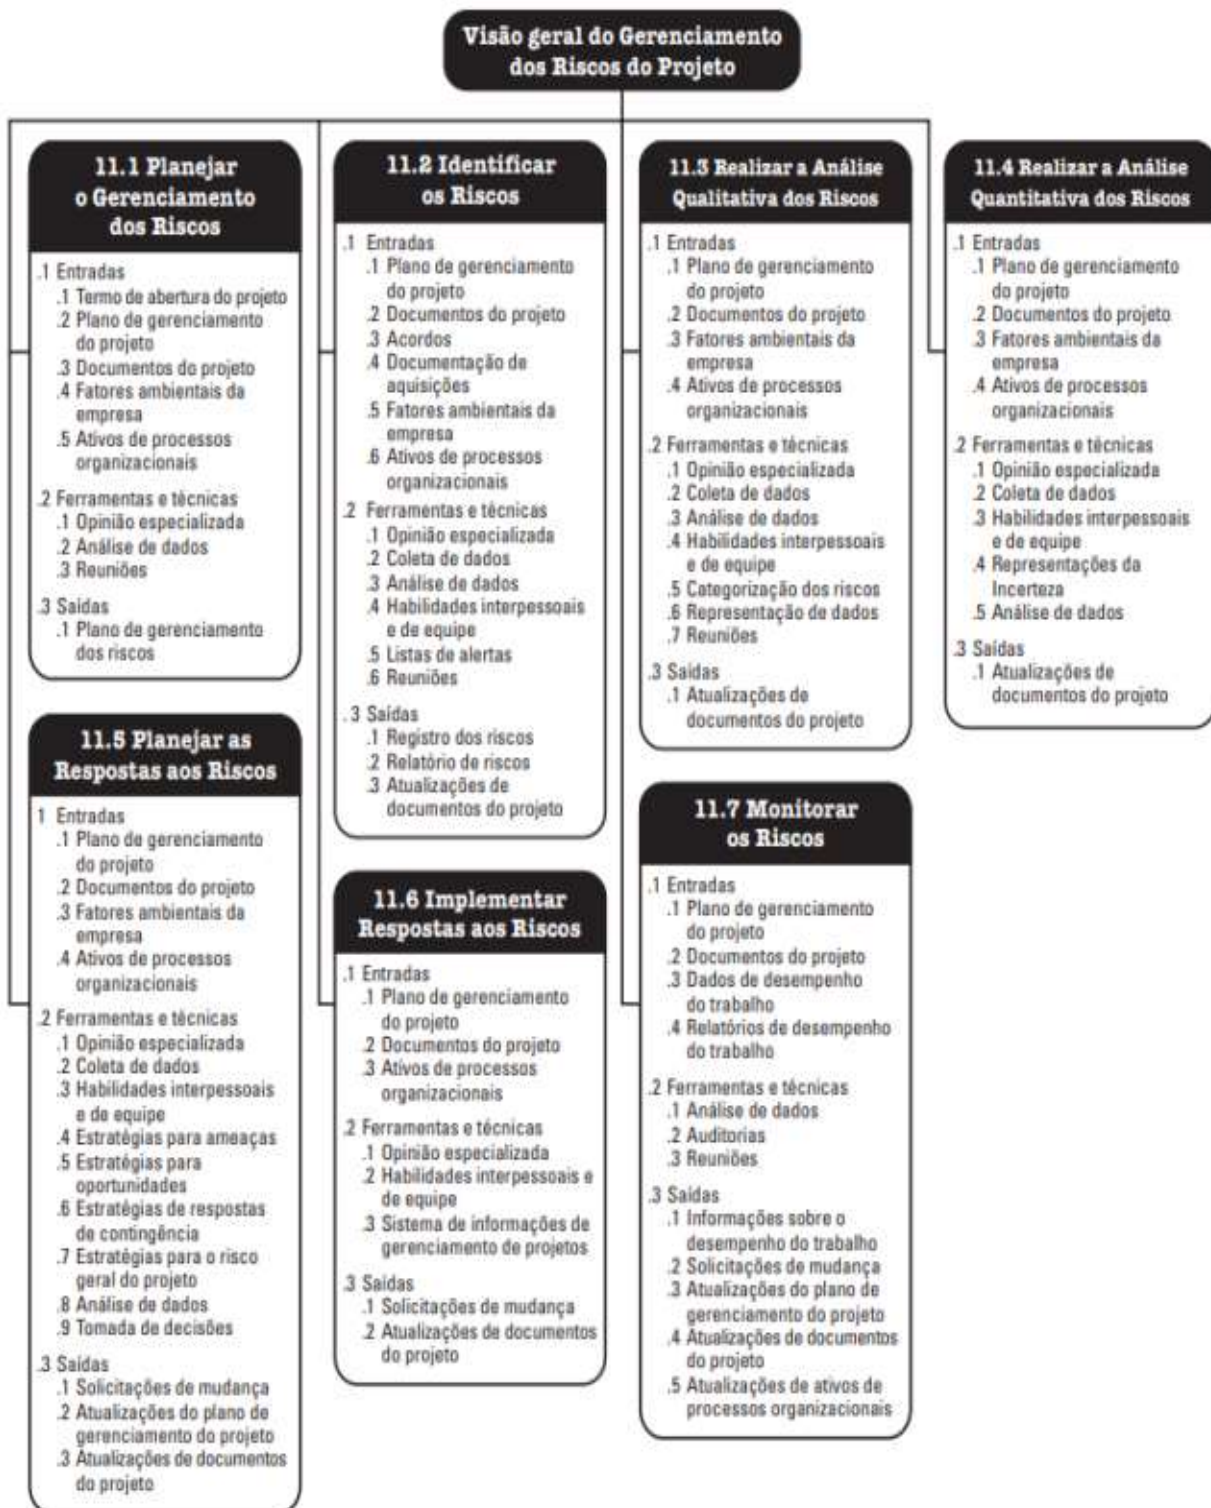 Visão geral do Gerenciamento
dos Riscos do Projeto
11.1 Planejar
o Gerenciamento
dos Riscos
.1 Entradas
.1 Termo de abertura do projeto
.2 Plano de gerenciamento
do projeto
.3 Documentos do projeto
.4 Fatores ambientais da
empresa
.5 Ativos de processos
organizacionais
.2 Ferramentas e técnicas
.1 Opinião especializada
.2 Análise de dados
.3 Reuniões
.3 Saídas
.1 Plano de gerenciamento
dos riscos
11.2 Identificar
os Riscos
.1 Entradas
.1 Plano de gerenciamento
do projeto
.2 Documentos do projeto
.3 Acordos
.4 Documentação de
aquisições
.5 Fatores ambientais da
empresa
.6 Ativos de processos
organizacionais
.2 Ferramentas e técnicas
.1 Opinião especializada
.2 Coleta de dados
.3 Análise de dados
.4 Habilidades interpessoais
e de equipe
.5 Listas de alertas
.6 Reuniões
.3 Saídas
.1 Registro dos riscos
.2 Relatório de riscos
.3 Atualizações de
documentos do projeto
11.3 Realizar a Análise
Qualitativa dos Riscos
.1 Entradas
.1 Plano de gerenciamento
do projeto
.2 Documentos do projeto
.3 Fatores ambientais da
empresa
.4 Ativos de processos
organizacionais
.2 Ferramentas e técnicas
.1 Opinião especializada
.2 Coleta de dados
.3 Análise de dados
.4 Habilidades interpessoais
e de equipe
.5 Categorização dos riscos
.6 Representação de dados
.7 Reuniões
.3 Saídas
.1 Atualizações de
documentos do projeto
11.4 Realizar a Análise
Quantitativa dos Riscos
.1 Entradas
.1 Plano de gerenciamento
do projeto
.2 Documentos do projeto
.3 Fatores ambientais da
empresa
.4 Ativos de processos
organizacionais
.2 Ferramentas e técnicas
.1 Opinião especializada
.2 Coleta de dados
.3 Habilidades interpessoais
e de equipe
.4 Representações da
Incerteza
.5 Análise de dados
.3 Saídas
.1 Atualizações de
documentos do projeto
11.5 Planejar as
Respostas aos Riscos
1 Entradas
.1 Plano de gerenciamento
do projeto
.2 Documentos do projeto
.3 Fatores ambientais da
empresa
.4 Ativos de processos
organizacionais
.2 Ferramentas e técnicas
.1 Opinião especializada
.2 Coleta de dados
.3 Habilidades interpessoais
e de equipe
.4 Estratégias para ameaças
.5 Estratégias para
oportunidades
.6 Estratégias de respostas
de contingência
.7 Estratégias para o risco
geral do projeto
.8 Análise de dados
.9 Tomada de decisões
.3 Saídas
.1 Solicitações de mudança
.2 Atualizações do plano de
gerenciamento do projeto
.3 Atualizações de documentos
do projeto
11.6 Implementar
Respostas aos Riscos
.1 Entradas
.1 Plano de gerenciamento
do projeto
.2 Documentos do projeto
.3 Ativos de processos
organizacionais
.2 Ferramentas e técnicas
.1 Opinião especializada
.2 Habilidades interpessoais e
de equipe
.3 Sistema de informações de
gerenciamento de projetos
.3 Saídas
.1 Solicitações de mudança
.2 Atualizações de documentos
do projeto
11.7 Monitorar
os Riscos
.1 Entradas
.1 Plano de gerenciamento
do projeto
.2 Documentos do projeto
.3 Dados de desempenho
do trabalho
.4 Relatórios de desempenho
do trabalho
.2 Ferramentas e técnicas
.1 Análise de dados
.2 Auditorias
.3 Reuniões
.3 Saídas
.1 Informações sobre o
desempenho do trabalho
.2 Solicitações de mudança
.3 Atualizações do plano de
gerenciamento do projeto
.4 Atualizações de documentos
do projeto
.5 Atualizações de ativos de
processos organizacionais